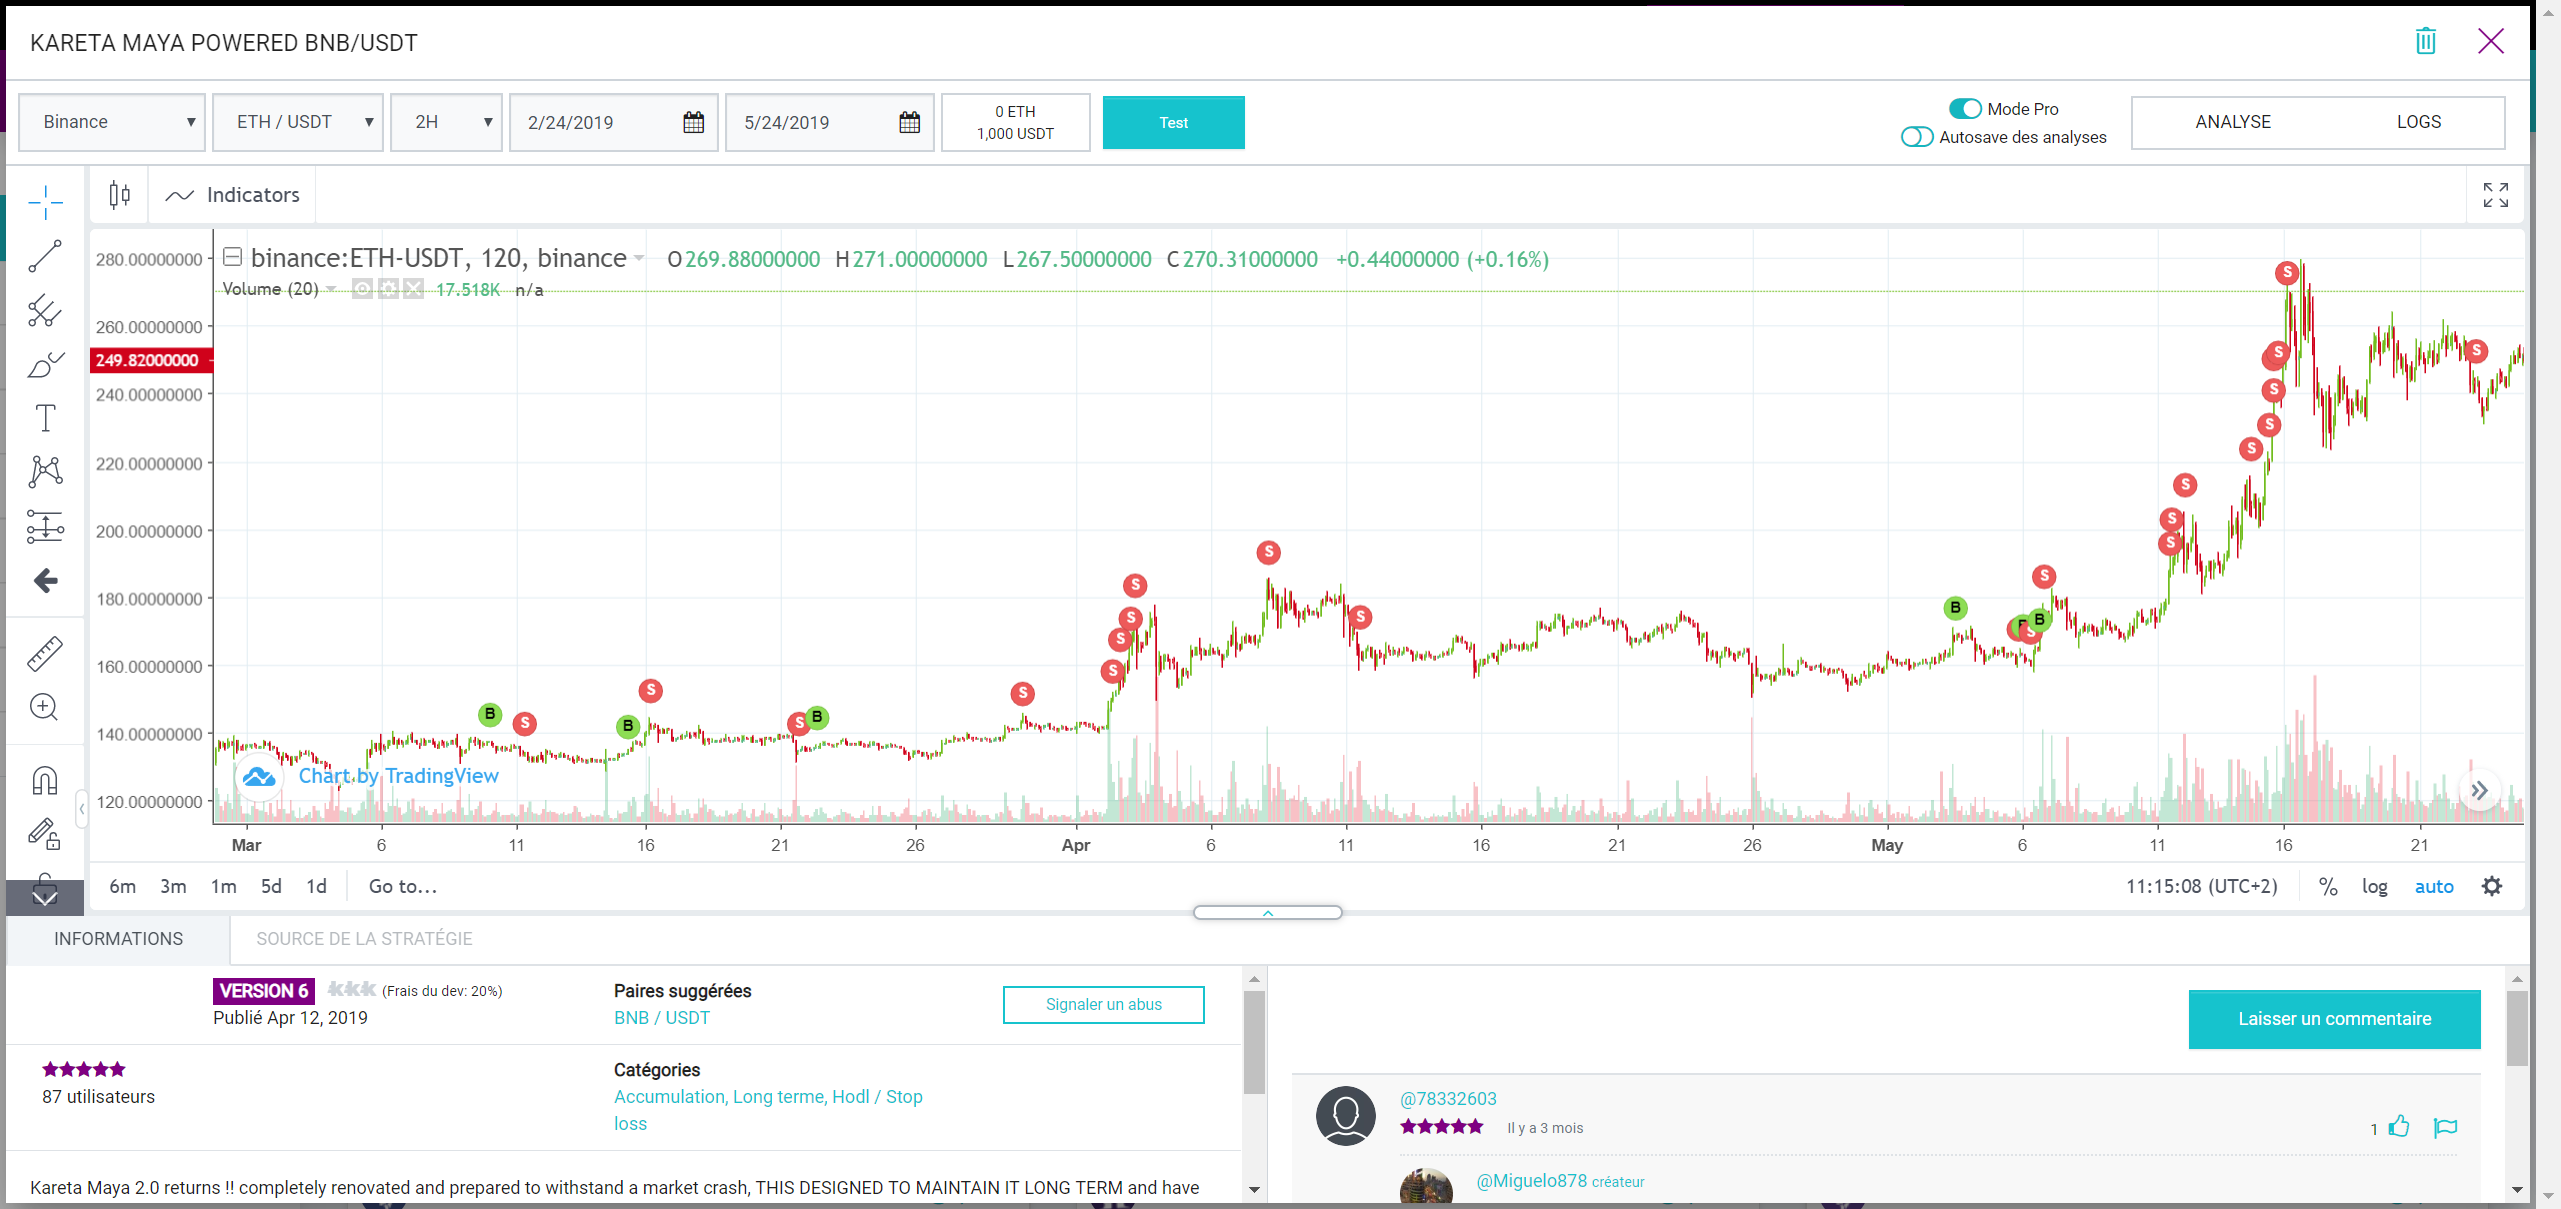 KARETA MAYA POWERED BNB/USDT
Binance
ETH / USDT
2H
2/24/2019
5/24/2019
0 ETH
1,000 USDT
Test
Mode Pro
Autosave des analyses
ANALYSE
LOGS
Indicators
binance:ETH-USDT, 120, binance
O269.88000000 H271.00000000 L267.50000000 C270.31000000 +0.44000000 (+0.16%)
Volume (20) 17.518K n/a
280.00000000
260.00000000
249.82000000
240.00000000
220.00000000
200.00000000
180.00000000
160.00000000
140.00000000
120.00000000
S
S
S
S
S
S
S
S
S
S
S
S
S
B
S
S
B
S
S
S
B
S
S
S
B
S
B
S
B
Chart by TradingView
Mar 6 11 16 21 26 Apr 6 11 16 21 26 May 6 11 16 21
6m 3m 1m 5d 1d Go to...
11:15:08 (UTC+2) % log auto
INFORMATIONS
SOURCE DE LA STRATÉGIE
VERSION 6 kkk (Frais du dev: 20%)
Publié Apr 12, 2019
Paires suggérées
BNB / USDT
Signaler un abus
87 utilisateurs
Catégories
Accumulation, Long terme, Hodl / Stop
loss
Kareta Maya 2.0 returns !! completely renovated and prepared to withstand a market crash, THIS DESIGNED TO MAINTAIN IT LONG TERM and have
Laisser un commentaire
@78332603
Il y a 3 mois
1
@Miguelo878 créateur